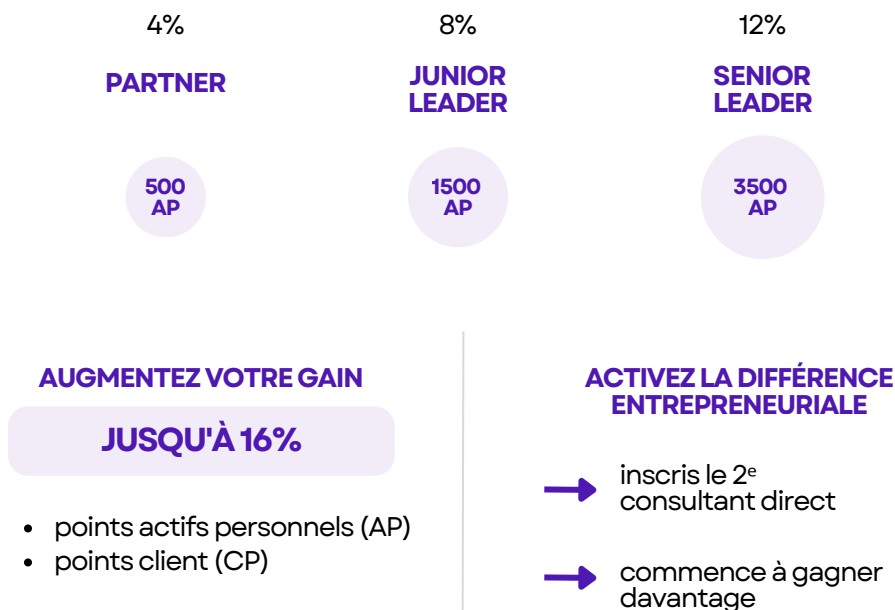 4%
8%
12%
PARTNER
JUNIOR
LEADER
SENIOR
LEADER
500
AP
1500
AP
3500
AP
AUGMENTEZ VOTRE GAIN
JUSQU'À 16%
• points actifs personnels (AP)
• points client (CP)
ACTIVEZ LA DIFFÉRENCE
ENTREPRENEURIALE
inscris le 2ᵉ
consultant direct
commence à gagner
davantage